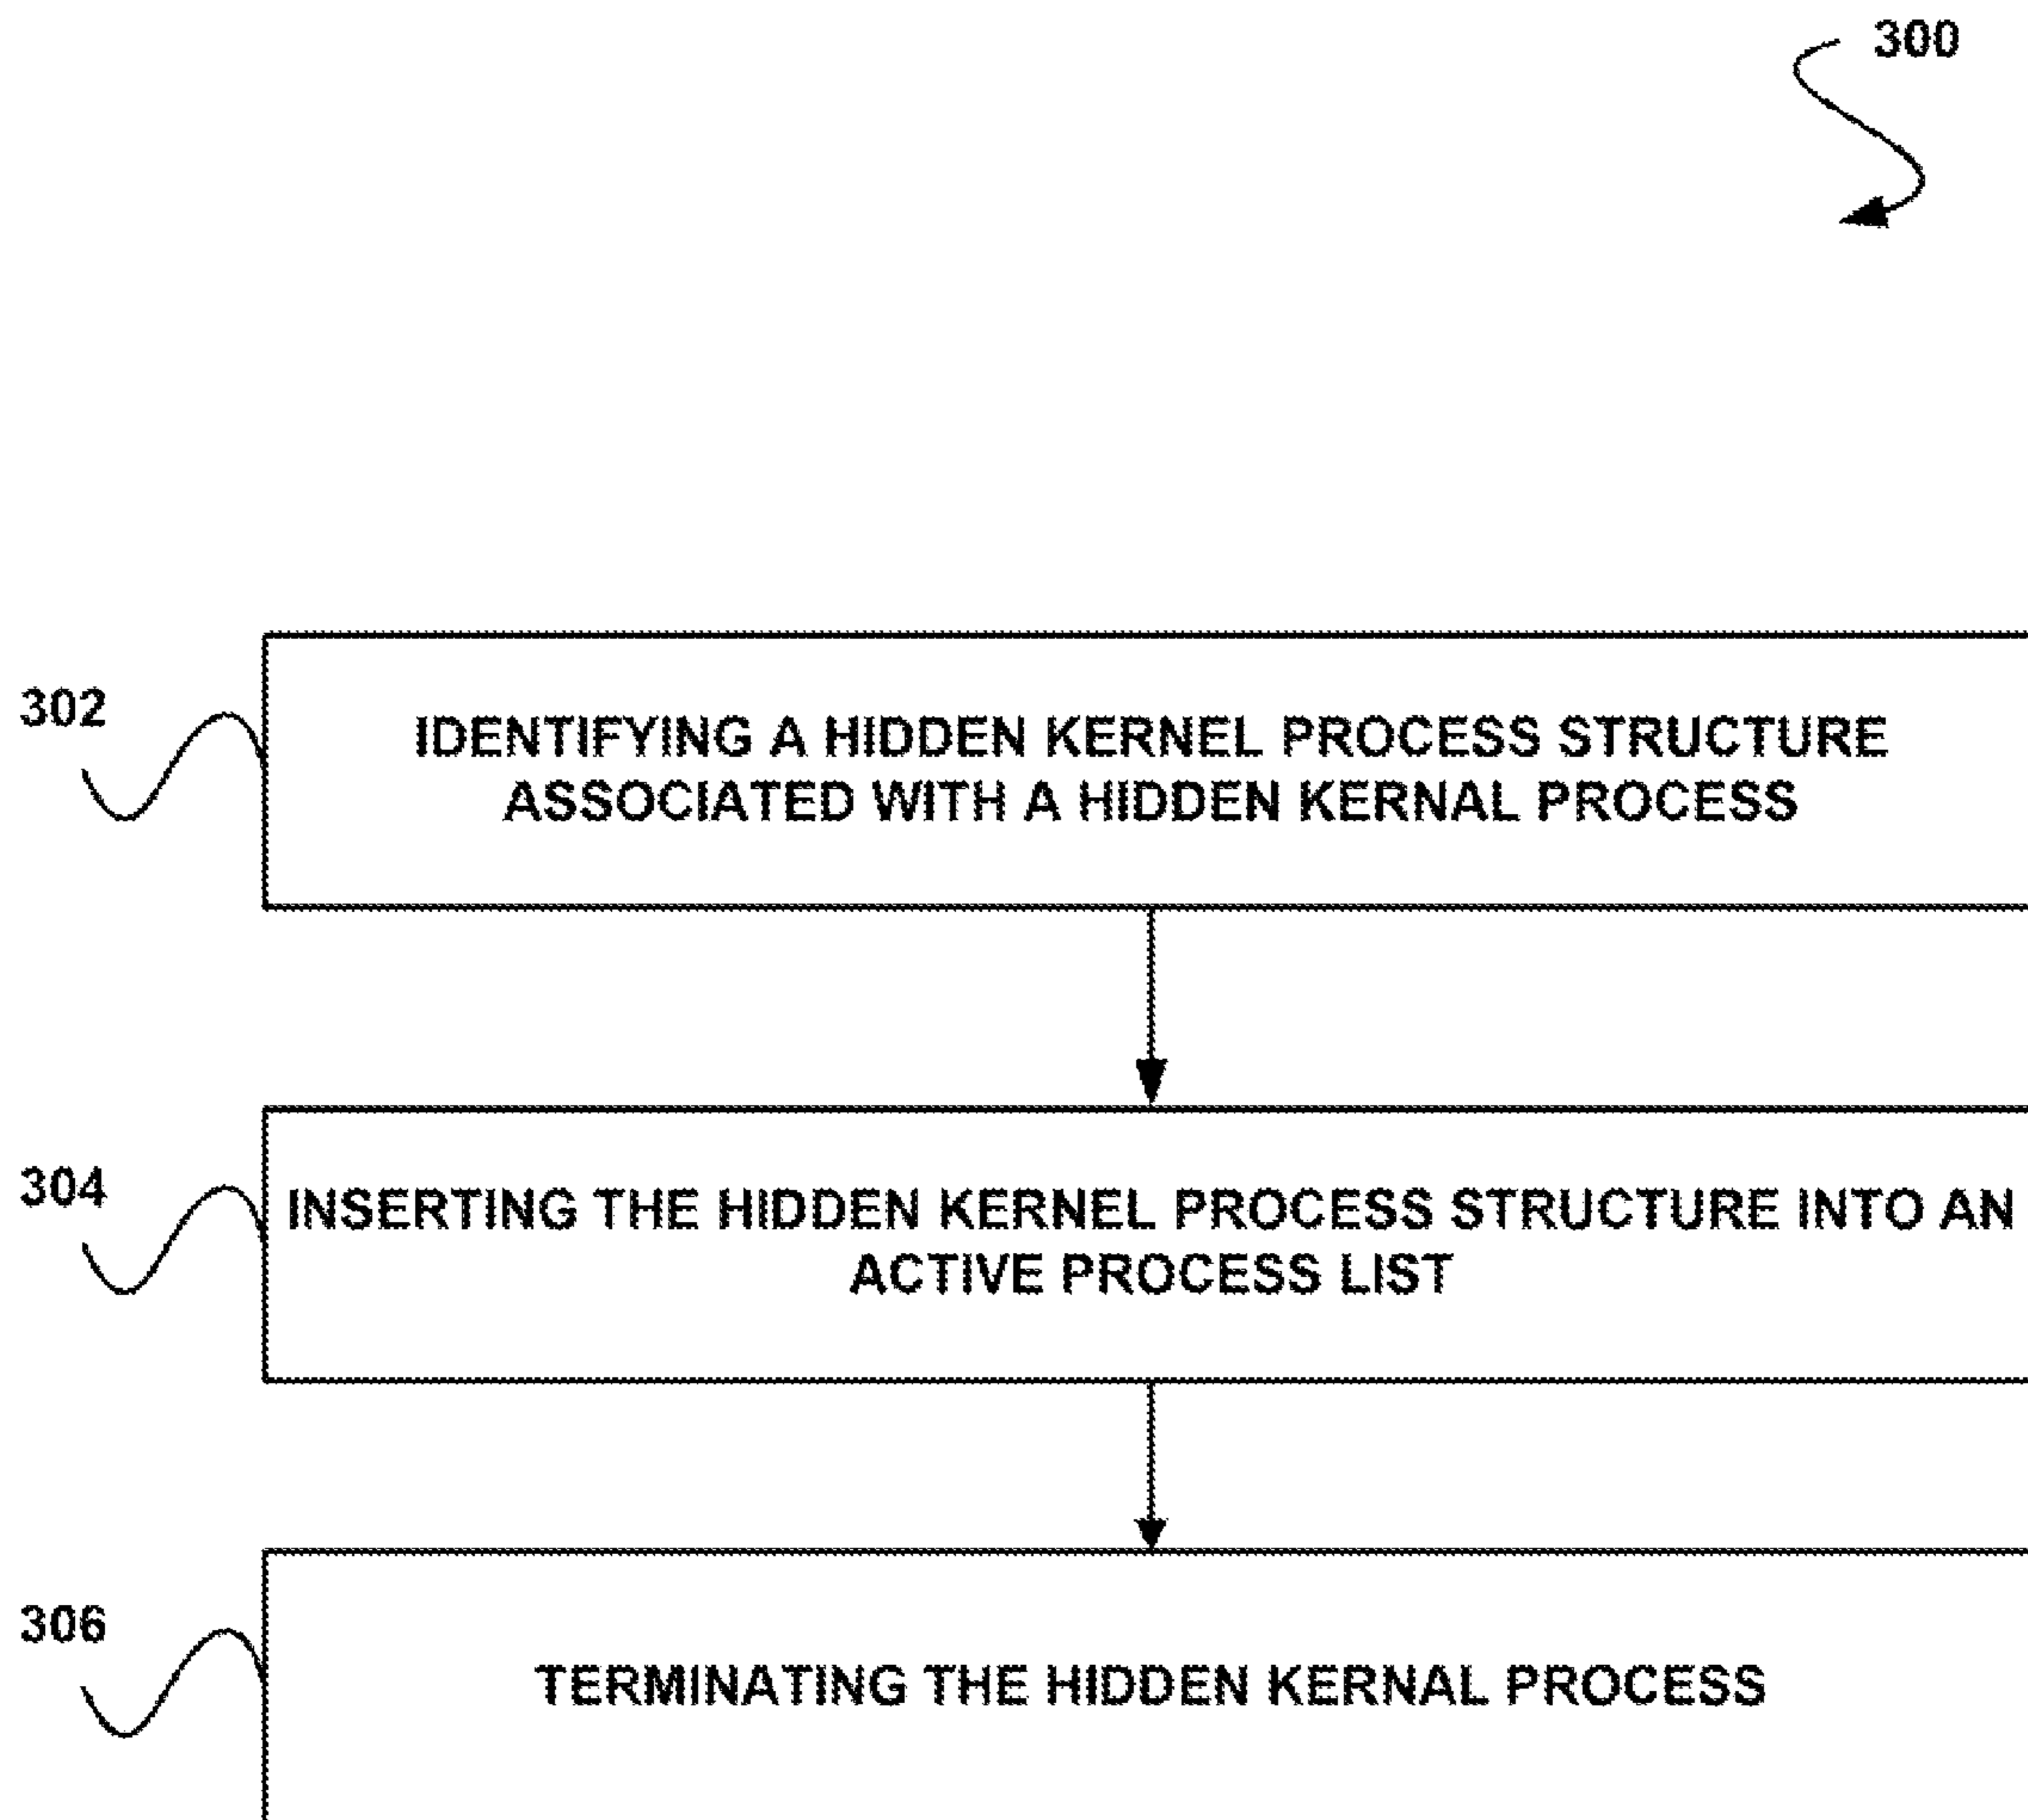 300
302
IDENTIFYING A HIDDEN KERNEL PROCESS STRUCTURE
ASSOCIATED WITH A HIDDEN KERNAL PROCESS
304
INSERTING THE HIDDEN KERNEL PROCESS STRUCTURE INTO AN
ACTIVE PROCESS LIST
306
TERMINATING THE HIDDEN KERNAL PROCESS